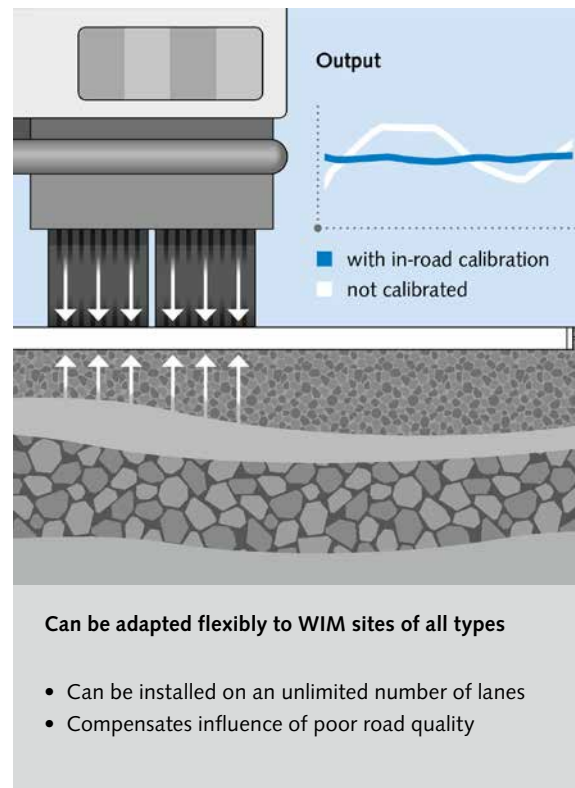 Output
with in-road calibration
not calibrated
Can be adapted flexibly to WIM sites of all types
• Can be installed on an unlimited number of lanes
• Compensates influence of poor road quality